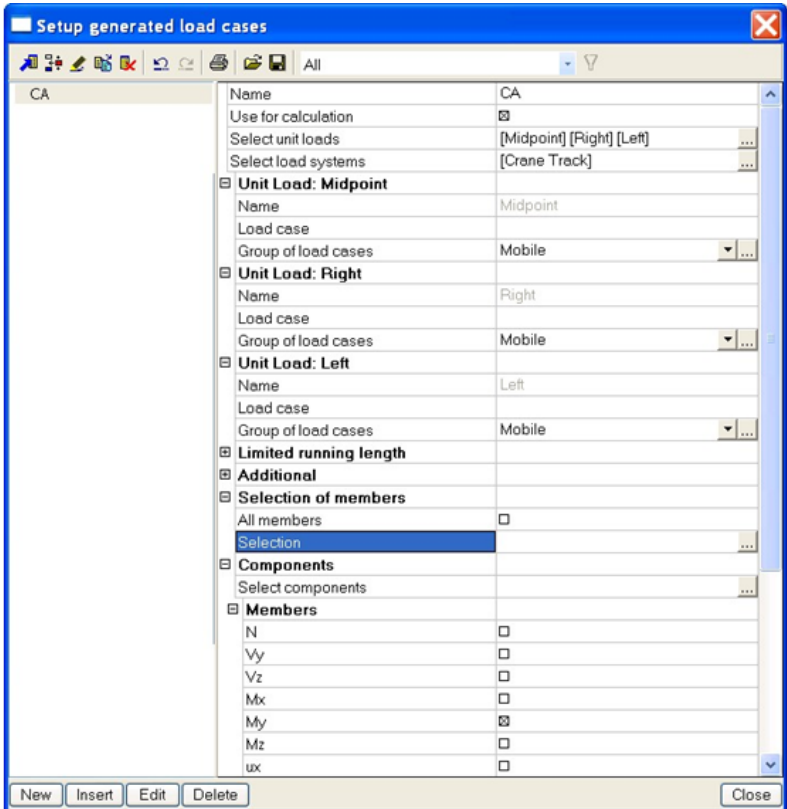 Setup generated load cases
All
CA
Name CA
Use for calculation
Select unit loads [Midpoint] [Right] [Left] ...
Select load systems [Crane Track] ...
Unit Load: Midpoint
Name Midpoint
Load case
Group of load cases Mobile ...
Unit Load: Right
Name Right
Load case
Group of load cases Mobile ...
Unit Load: Left
Name Left
Load case
Group of load cases Mobile ...
Limited running length
Additional
Selection of members
All members
Selection ...
Components
Select components ...
Members
N
Vy
Vz
Mx
My
Mz
ux
New Insert Edit Delete Close